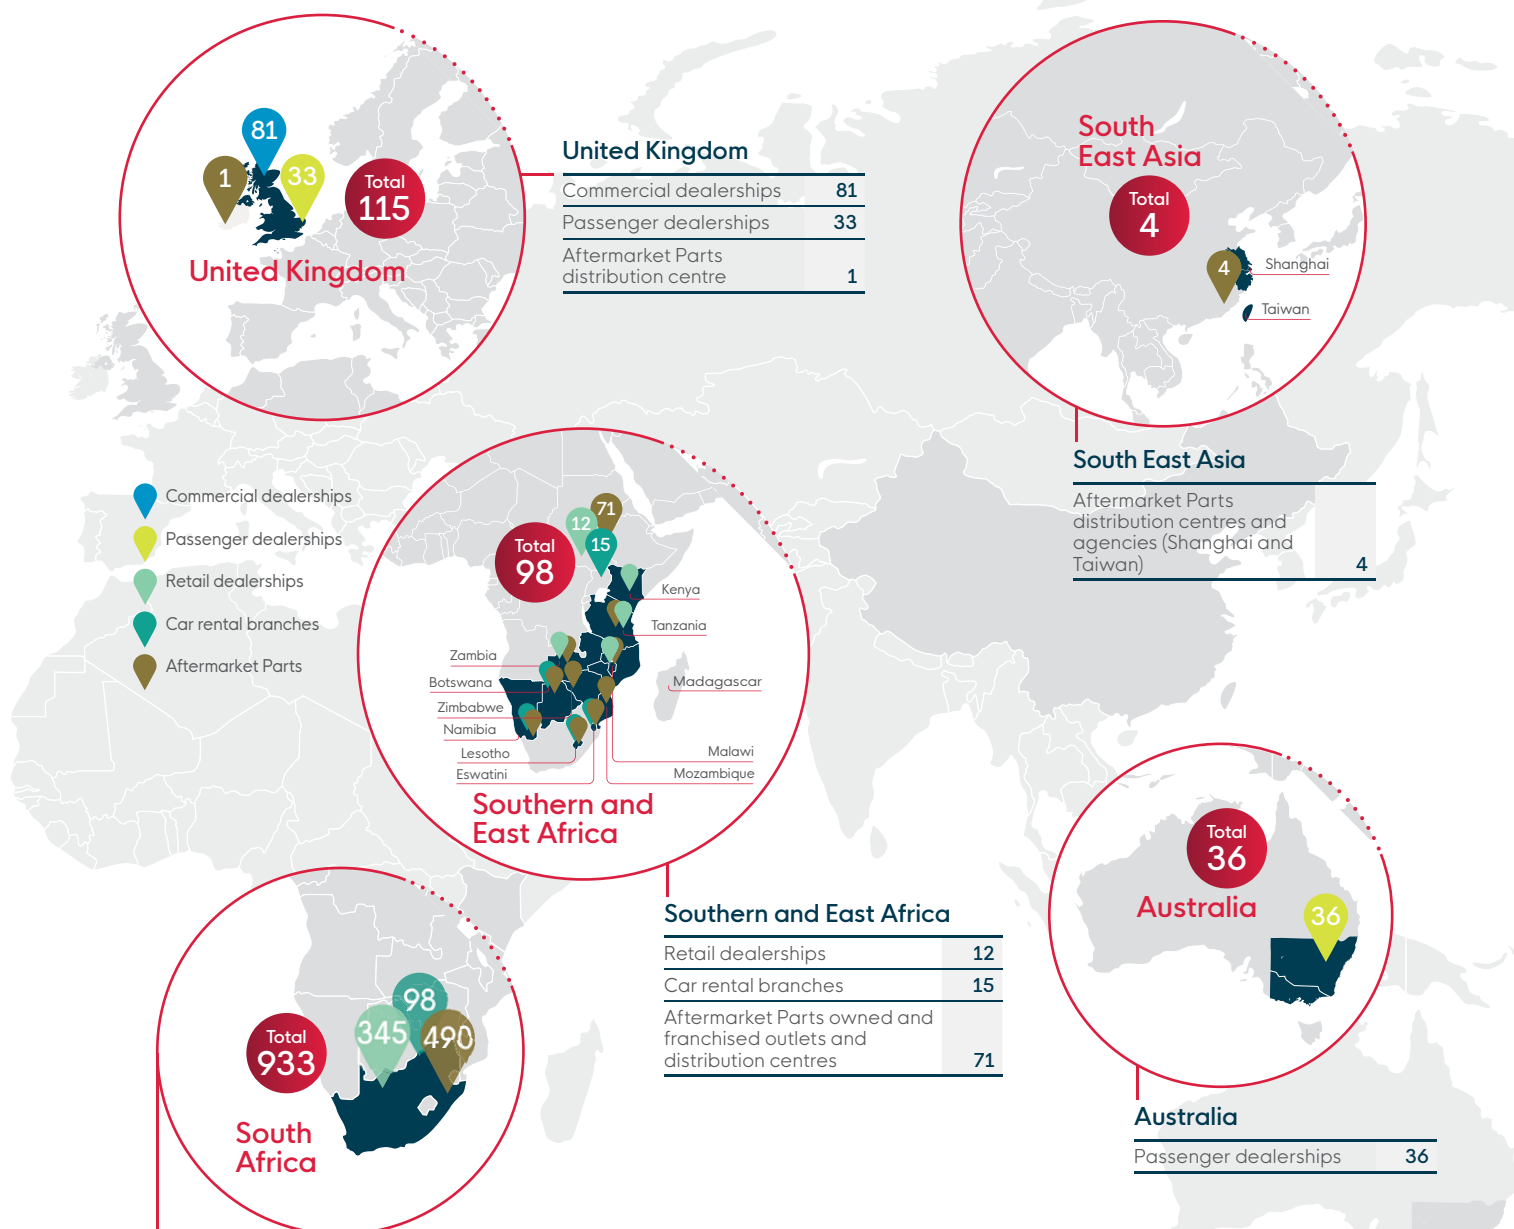 81
1
33
Total
115
United Kingdom
United Kingdom
Commercial dealerships 81
Passenger dealerships 33
Aftermarket Parts
distribution centre 1
South
East Asia
Total
4
4
Shanghai
Taiwan
South East Asia
Aftermarket Parts
distribution centres and
agencies (Shanghai and
Taiwan) 4
Commercial dealerships
Passenger dealerships
Retail dealerships
Car rental branches
Aftermarket Parts
71
12
15
Total
98
Kenya
Tanzania
Zambia
Botswana
Madagascar
Zimbabwe
Namibia
Lesotho
Malawi
Eswatini
Mozambique
Southern and
East Africa
Southern and East Africa
Retail dealerships 12
Car rental branches 15
Aftermarket Parts owned and
franchised outlets and
distribution centres 71
Total
36
Australia
36
Australia
Passenger dealerships 36
98
345
490
Total
933
South
Africa